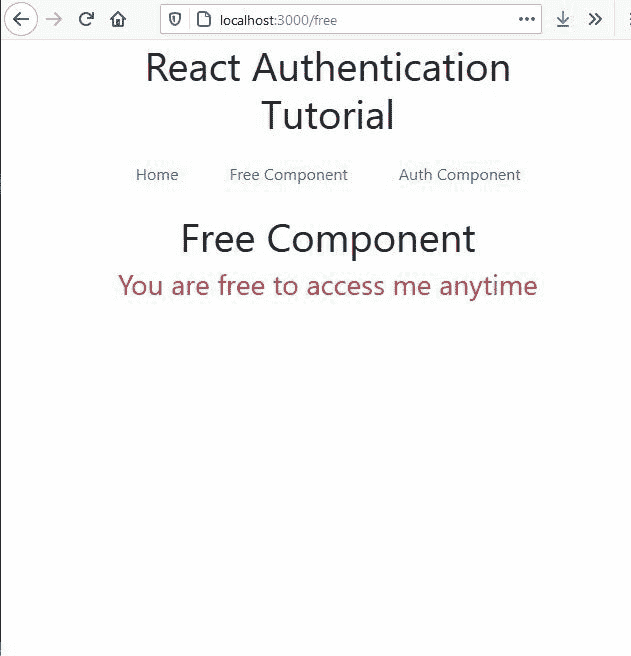 localhost:3000/free
React Authentication
Tutorial
Home Free Component Auth Component
Free Component
You are free to access me anytime